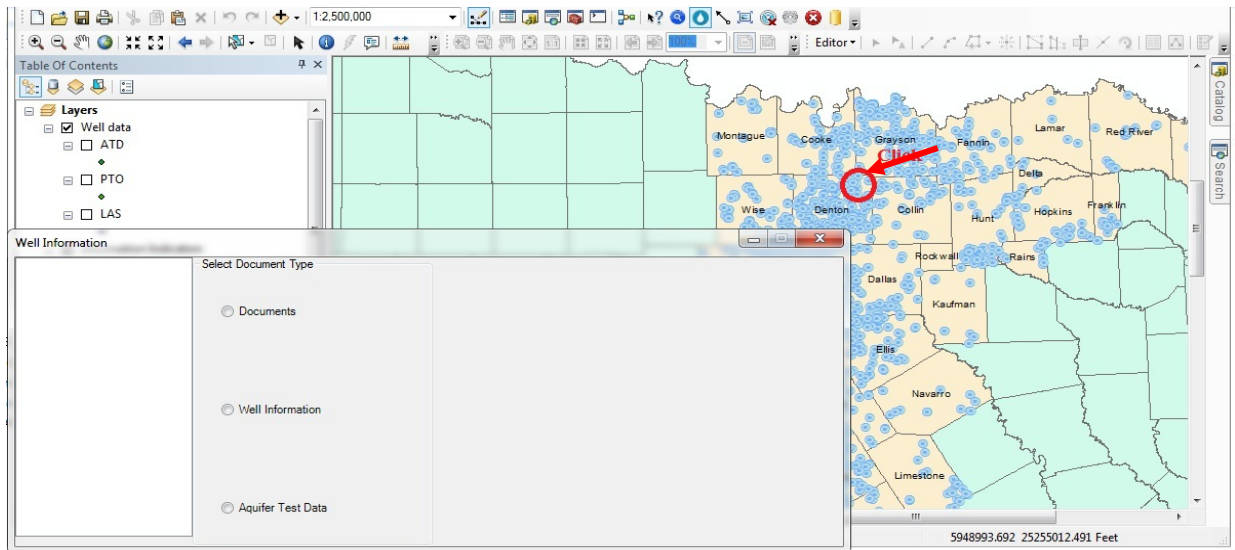 1:2,500,000
100%
Editor
Table Of Contents
Layers
Well data
ATD
PTO
LAS
Catalog
Search
Montague
Cooke
Grayson
Fannin
Lamar
Red River
Click
Delta
Wise
Denton
Collin
Hunt
Hopkins
Franklin
Rockwall
Rains
Dallas
Kaufman
Ellis
Navarro
Limestone
Well Information
Select Document Type
Documents
Well Information
Aquifer Test Data
5948993.692 25255012.491 Feet